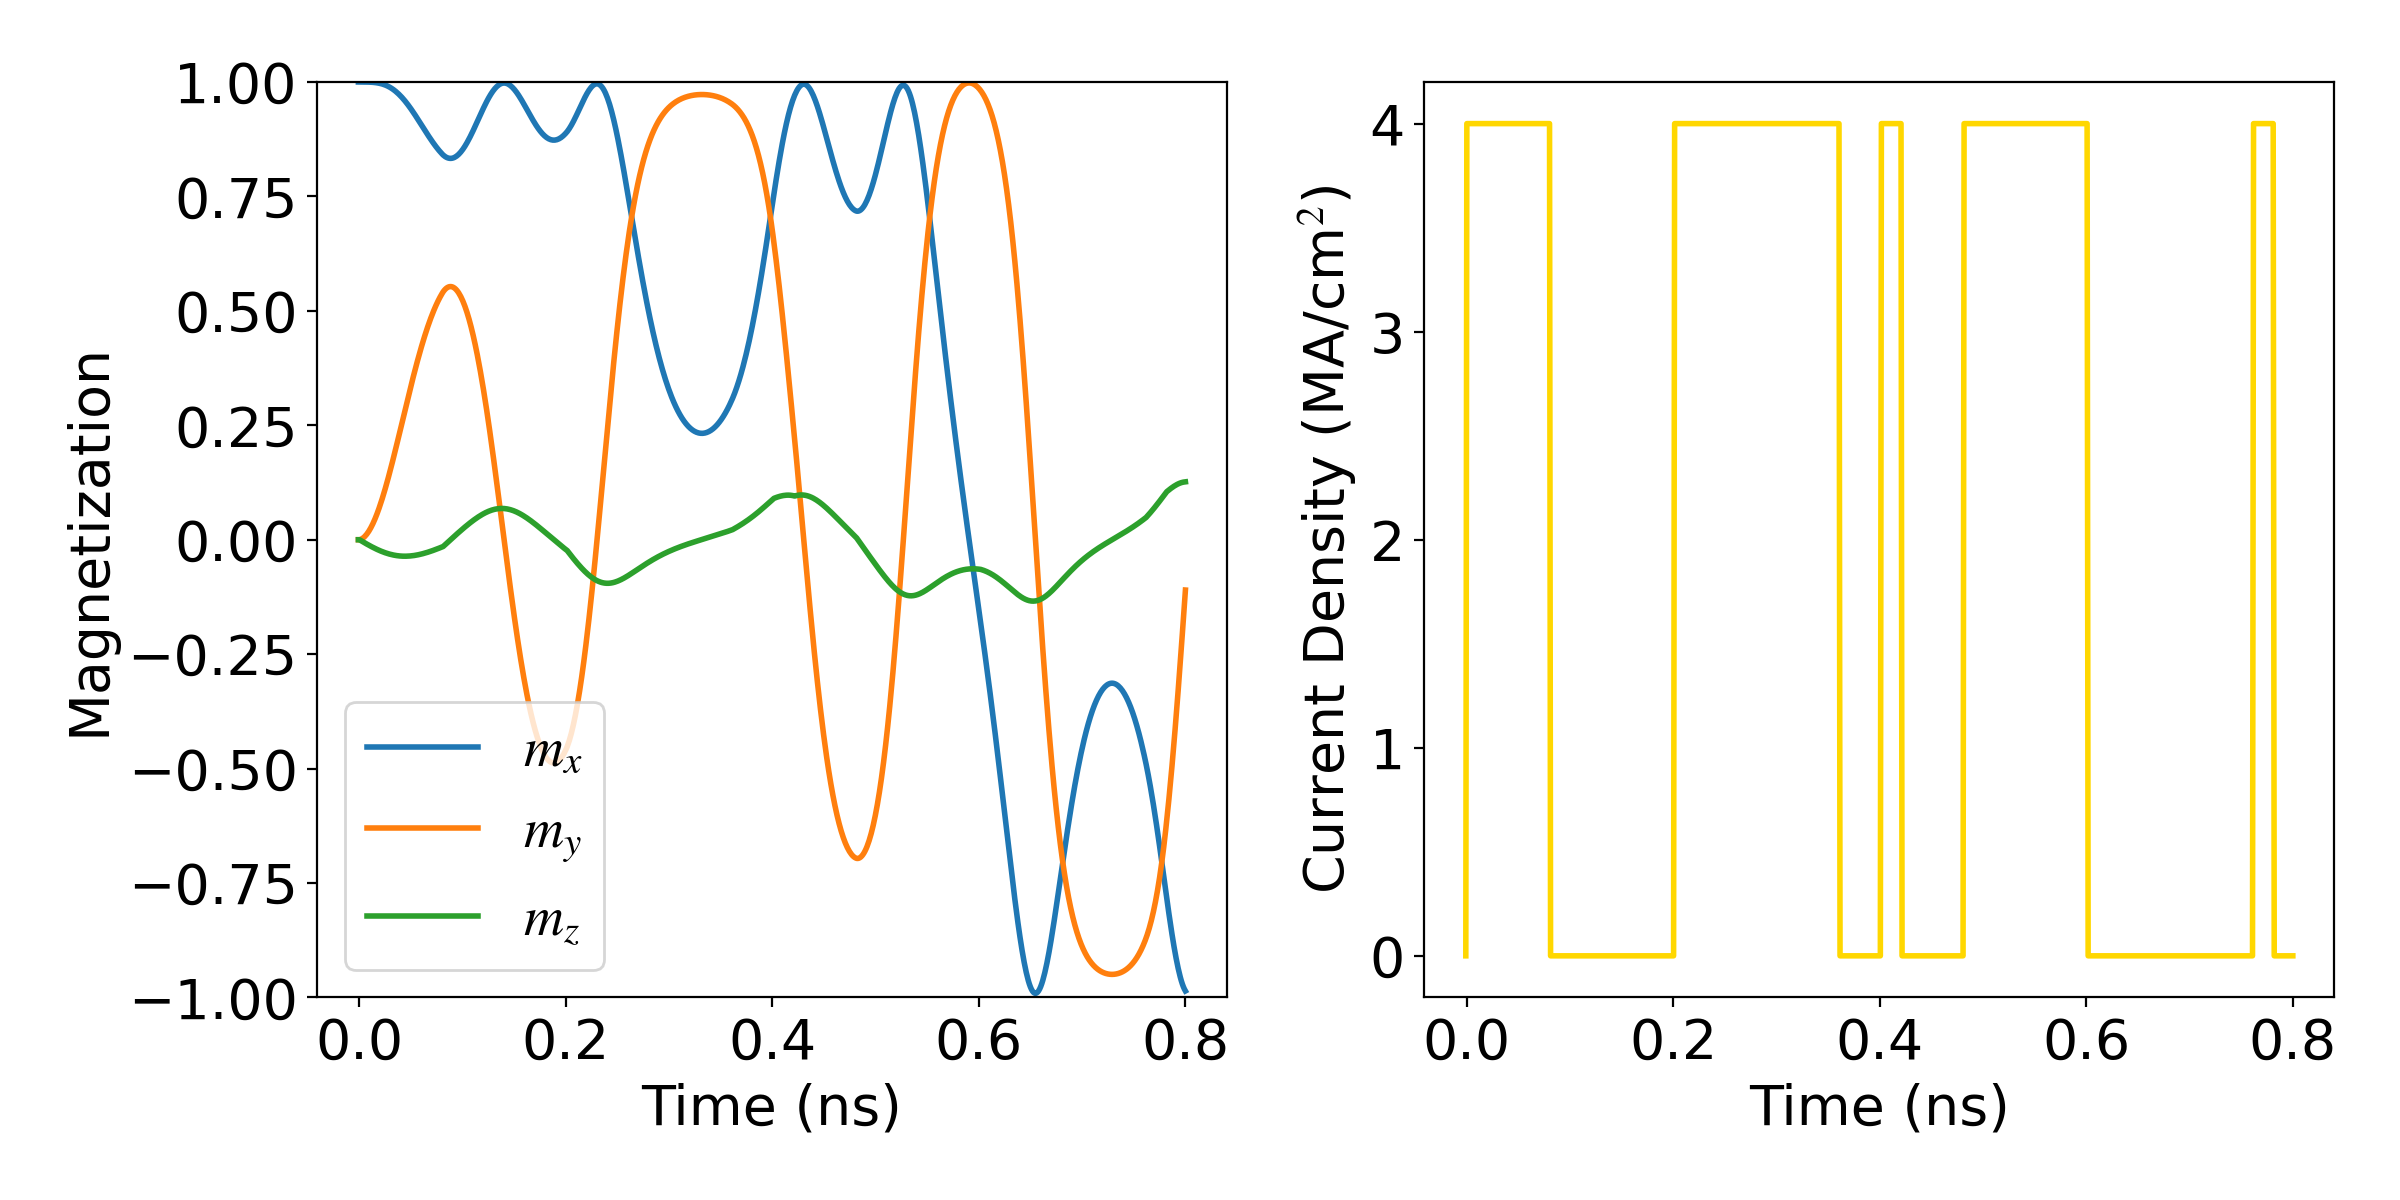 Magnetization
1.00
0.75
0.50
0.25
0.00
−0.25
−0.50
−0.75
−1.00
m_x
m_y
m_z
0.0 0.2 0.4 0.6 0.8
Time (ns)
Current Density (MA/cm²)
4
3
2
1
0
0.0 0.2 0.4 0.6 0.8
Time (ns)